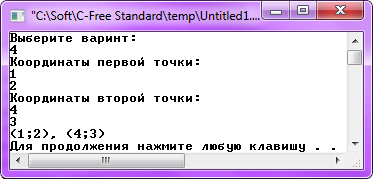 "C:\Soft\C-Free Standard\temp\Untitled1....
Выберите варинт:
4
Координаты первой точки:
1
2
Координаты второй точки:
4
3
(1;2), (4;3)
Для продолжения нажмите любую клавишу . .